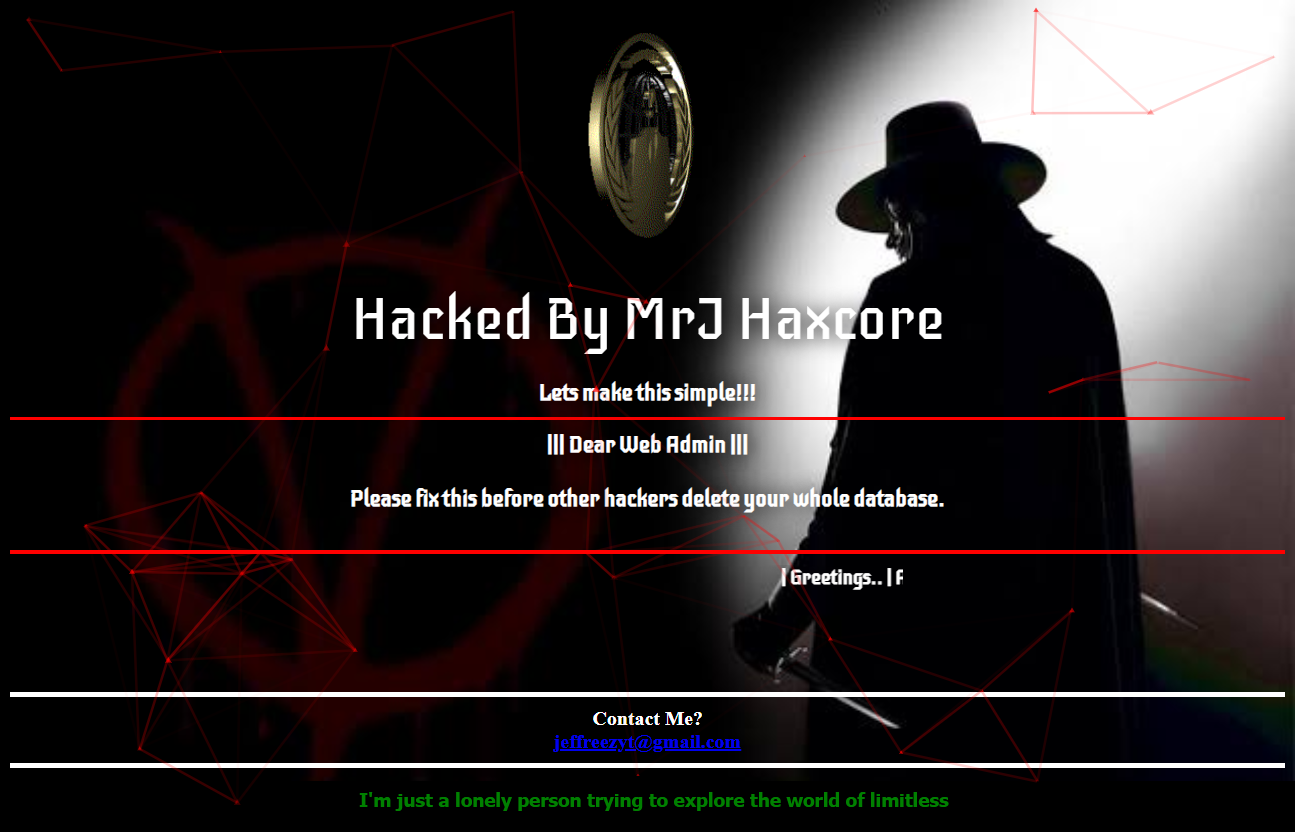 Hacked By MrJ Haxcore
Lets make this simple!!!
||| Dear Web Admin |||
Please fix this before other hackers delete your whole database.
| Greetings.. |
Contact Me?
jeffreezyt@gmail.com
I'm just a lonely person trying to explore the world of limitless